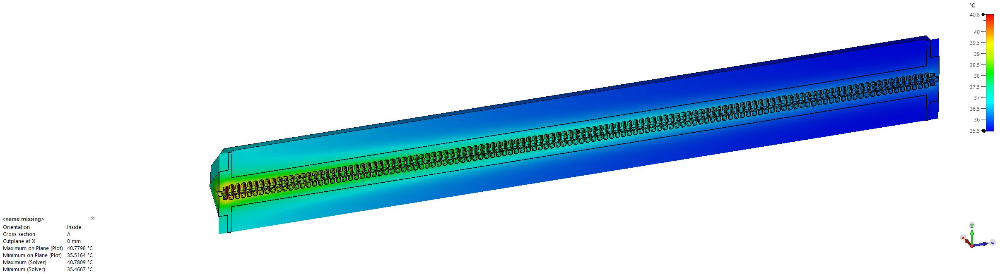 °C
40.8
40
39.5
39
38.5
38
37.5
37
36.5
36
35.5
<name missing>
Orientation Inside
Cross section A
Cutplane at X 0 mm
Maximum on Plane (Plot) 40.7798 °C
Minimum on Plane (Plot) 35.5164 °C
Maximum (Solver) 40.7809 °C
Minimum (Solver) 35.4667 °C
y
x
z